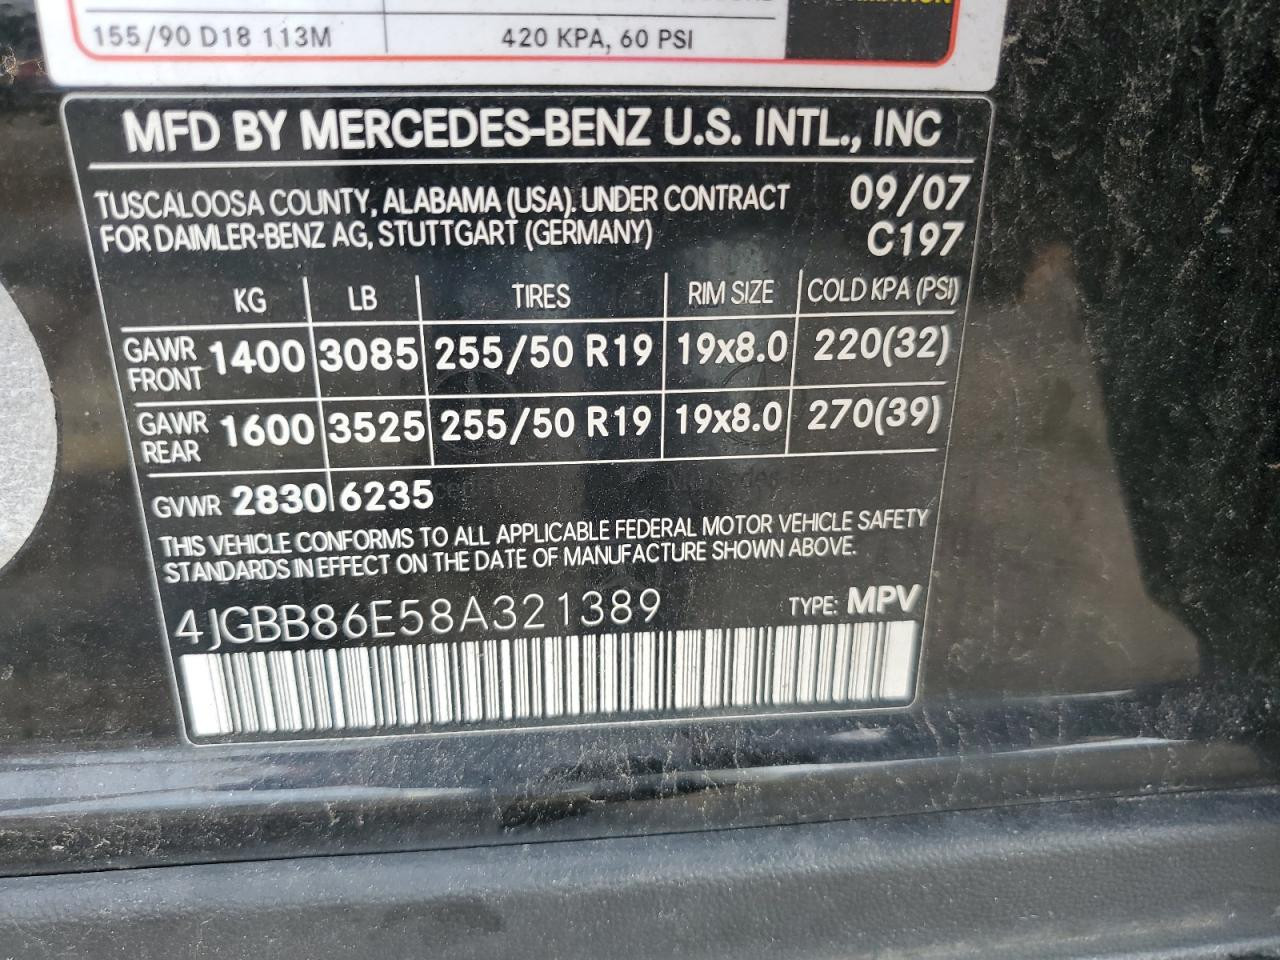 155/90 D18 113M 420 KPA, 60 PSI
MFD BY MERCEDES-BENZ U.S. INTL., INC
TUSCALOOSA COUNTY, ALABAMA (USA). UNDER CONTRACT 09/07
FOR DAIMLER-BENZ AG, STUTTGART (GERMANY) C197
KG LB TIRES RIM SIZE COLD KPA (PSI)
GAWR FRONT 1400 3085 255/50 R19 19x8.0 220(32)
GAWR REAR 1600 3525 255/50 R19 19x8.0 270(39)
GVWR 2830 6235
THIS VEHICLE CONFORMS TO ALL APPLICABLE FEDERAL MOTOR VEHICLE SAFETY
STANDARDS IN EFFECT ON THE DATE OF MANUFACTURE SHOWN ABOVE.
4JGBB86E58A321389 TYPE: MPV